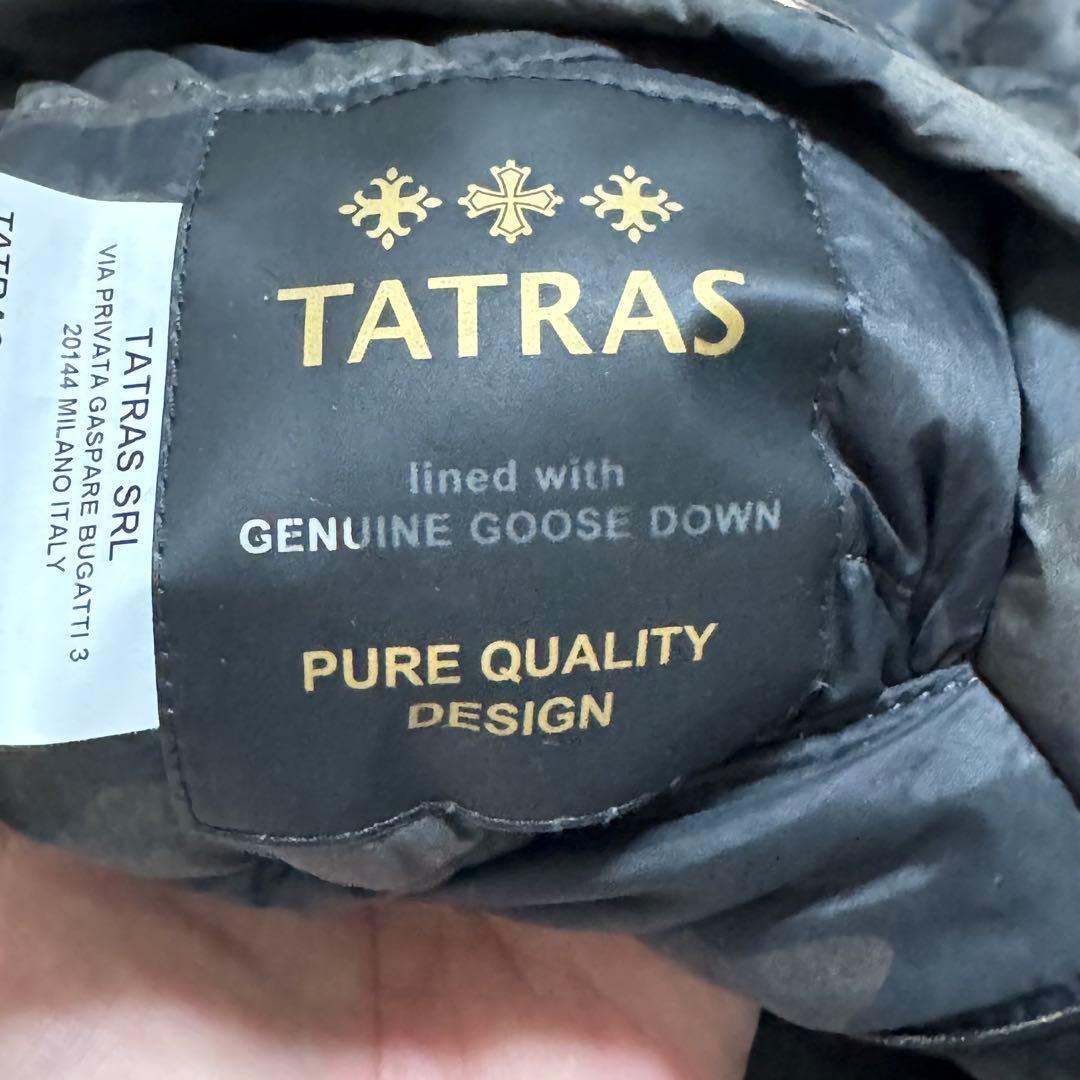 TATRAS
lined with
GENUINE GOOSE DOWN
PURE QUALITY
DESIGN
TATRAS SRL
VIA PRIVATA GASPARE BUGATTI 3
20144 MILANO ITALY